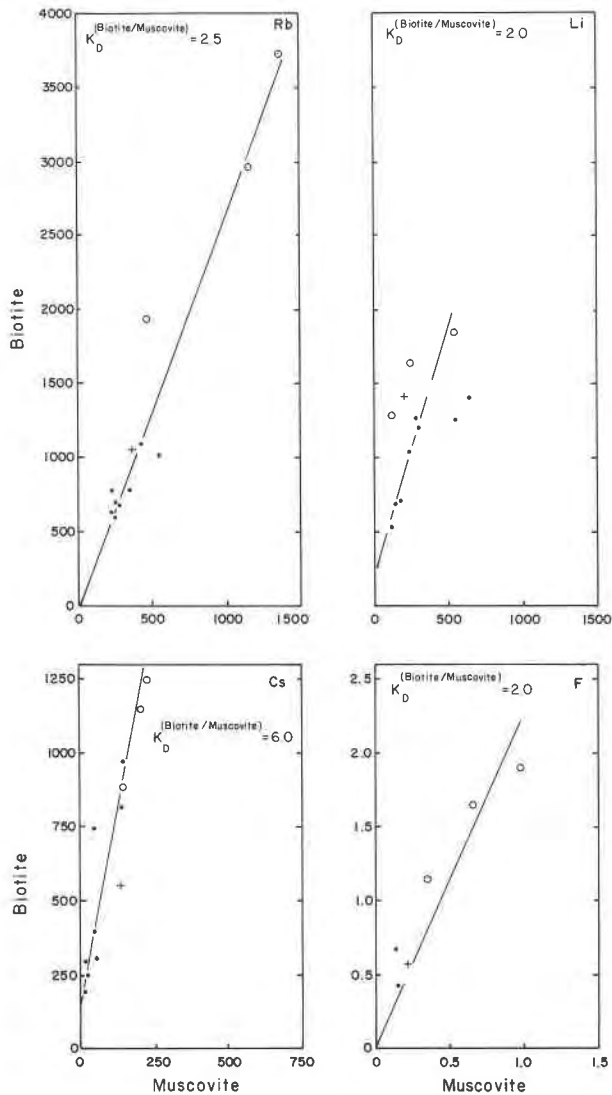 Rb
K_D (Biotite/Muscovite) = 2.5
4000
3500
3000
2500
2000
1500
1000
500
0
Biotite
0 500 1000 1500
Li
K_D (Biotite/Muscovite) = 2.0
0 500 1000 1500
Cs
K_D (Biotite/Muscovite) = 6.0
1250
1000
750
500
250
0
Biotite
0 250 500 750
Muscovite
F
K_D (Biotite/Muscovite) = 2.0
2.5
2.0
1.5
1.0
0.5
0
0 0.5 1.0 1.5
Muscovite